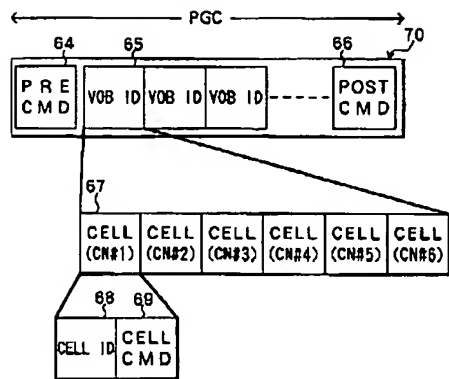 PGC
64 65 66 70
PRE CMD VOB ID VOB ID VOB ID POST CMD
67
CELL (CN#1) CELL (CN#2) CELL (CN#3) CELL (CN#4) CELL (CN#5) CELL (CN#6)
68 69
CELL ID CELL CMD